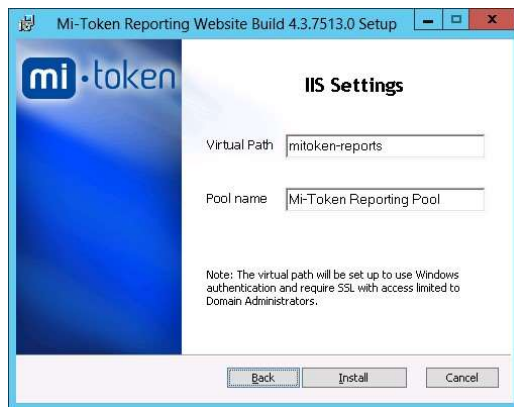 Mi-Token Reporting Website Build 4.3.7513.0 Setup
mi·token
IIS Settings
Virtual Path mitoken-reports
Pool name Mi-Token Reporting Pool
Note: The virtual path will be set up to use Windows
authentication and require SSL with access limited to
Domain Administrators.
Back Install Cancel